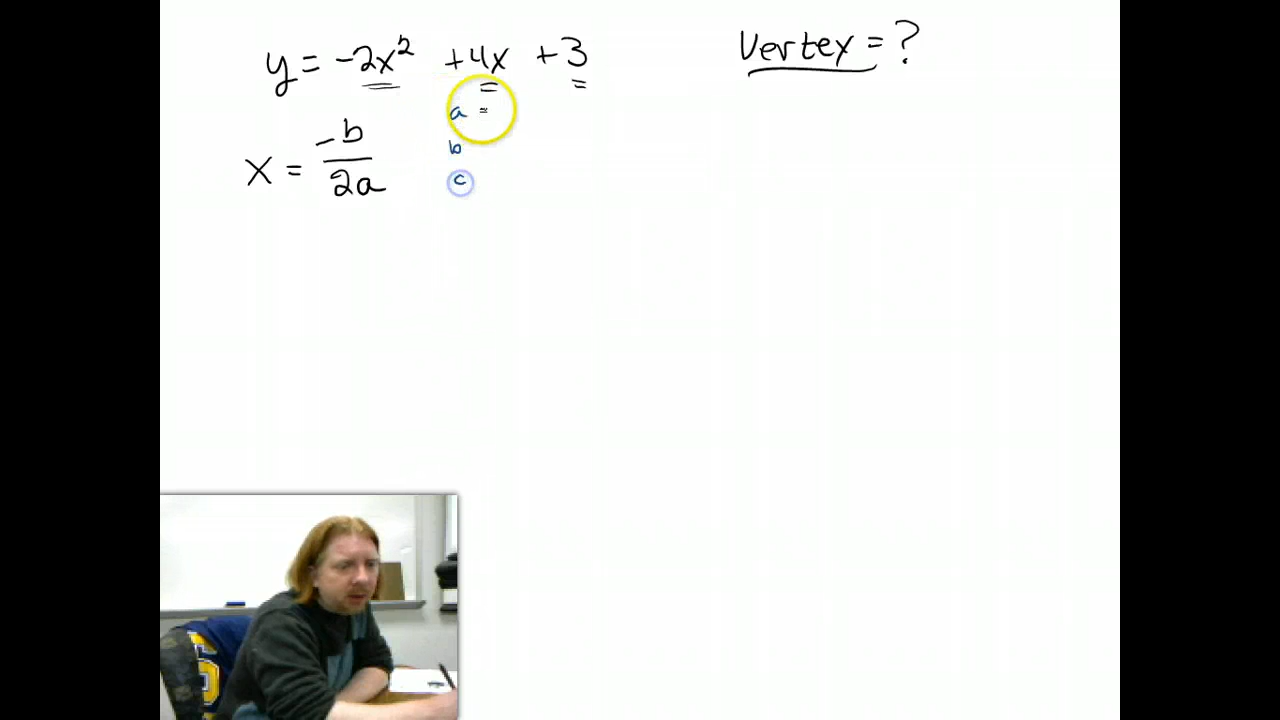 y = -2x² +4x +3
Vertex = ?
x = -b/2a
a =
b
c